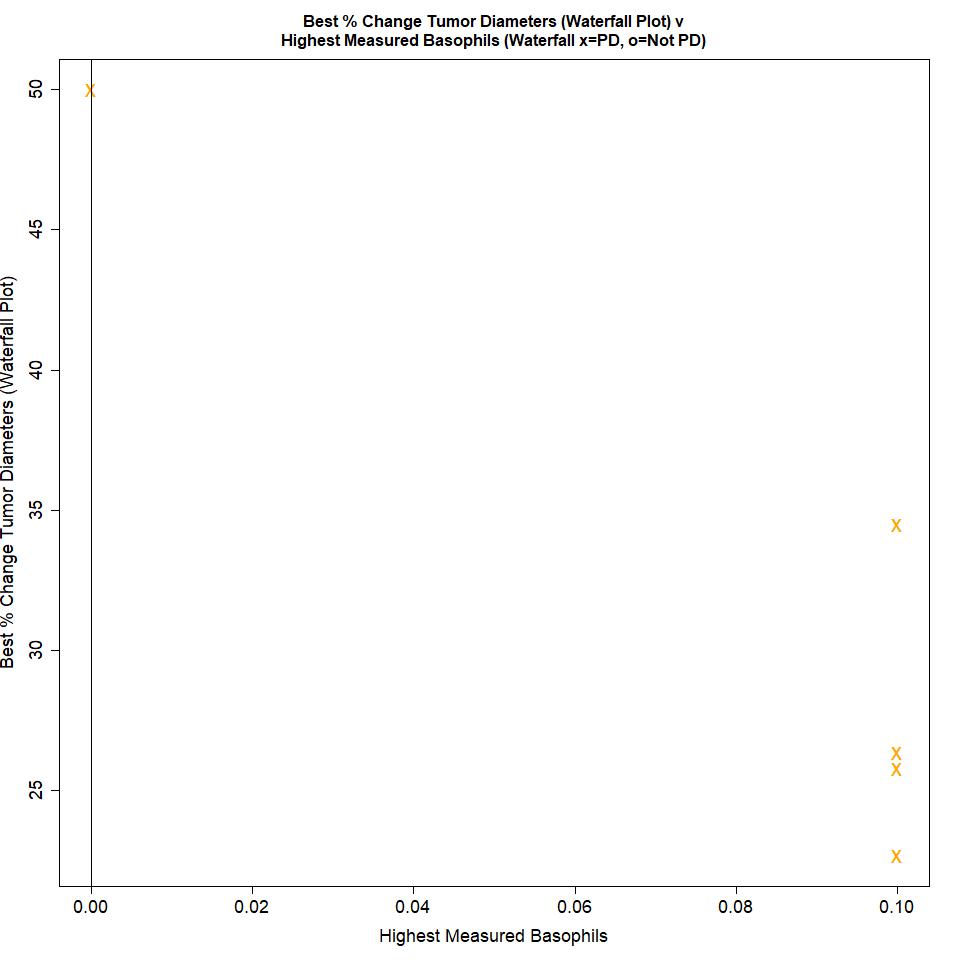 Best % Change Tumor Diameters (Waterfall Plot) v
Highest Measured Basophils (Waterfall x=PD, o=Not PD)
Best % Change Tumor Diameters (Waterfall Plot)
50
45
40
35
30
25
X
X
X
X
X
0.00 0.02 0.04 0.06 0.08 0.10
Highest Measured Basophils